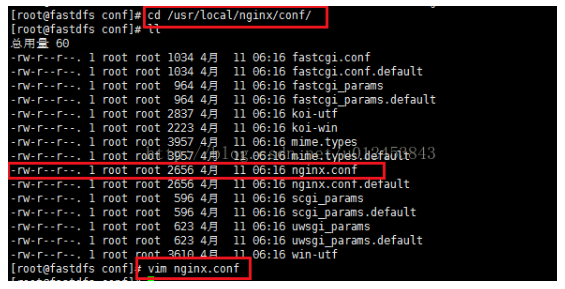 [root@fastdfs conf]# cd /usr/local/nginx/conf/
[root@fastdfs conf]# ll
总用量 60
-rw-r--r--. 1 root root 1034 4月  11 06:16 fastcgi.conf
-rw-r--r--. 1 root root 1034 4月  11 06:16 fastcgi.conf.default
-rw-r--r--. 1 root root  964 4月  11 06:16 fastcgi_params
-rw-r--r--. 1 root root  964 4月  11 06:16 fastcgi_params.default
-rw-r--r--. 1 root root 2837 4月  11 06:16 koi-utf
-rw-r--r--. 1 root root 2223 4月  11 06:16 koi-win
-rw-r--r--. 1 root root 3957 4月  11 06:16 mime.types
-rw-r--r--. 1 root root 3957 4月  11 06:16 mime.types.default
-rw-r--r--. 1 root root 2656 4月  11 06:16 nginx.conf
-rw-r--r--. 1 root root 2656 4月  11 06:16 nginx.conf.default
-rw-r--r--. 1 root root  596 4月  11 06:16 scgi_params
-rw-r--r--. 1 root root  596 4月  11 06:16 scgi_params.default
-rw-r--r--. 1 root root  623 4月  11 06:16 uwsgi_params
-rw-r--r--. 1 root root  623 4月  11 06:16 uwsgi_params.default
-rw-r--r--. 1 root root 3610 4月  11 06:16 win-utf
[root@fastdfs conf]# vim nginx.conf